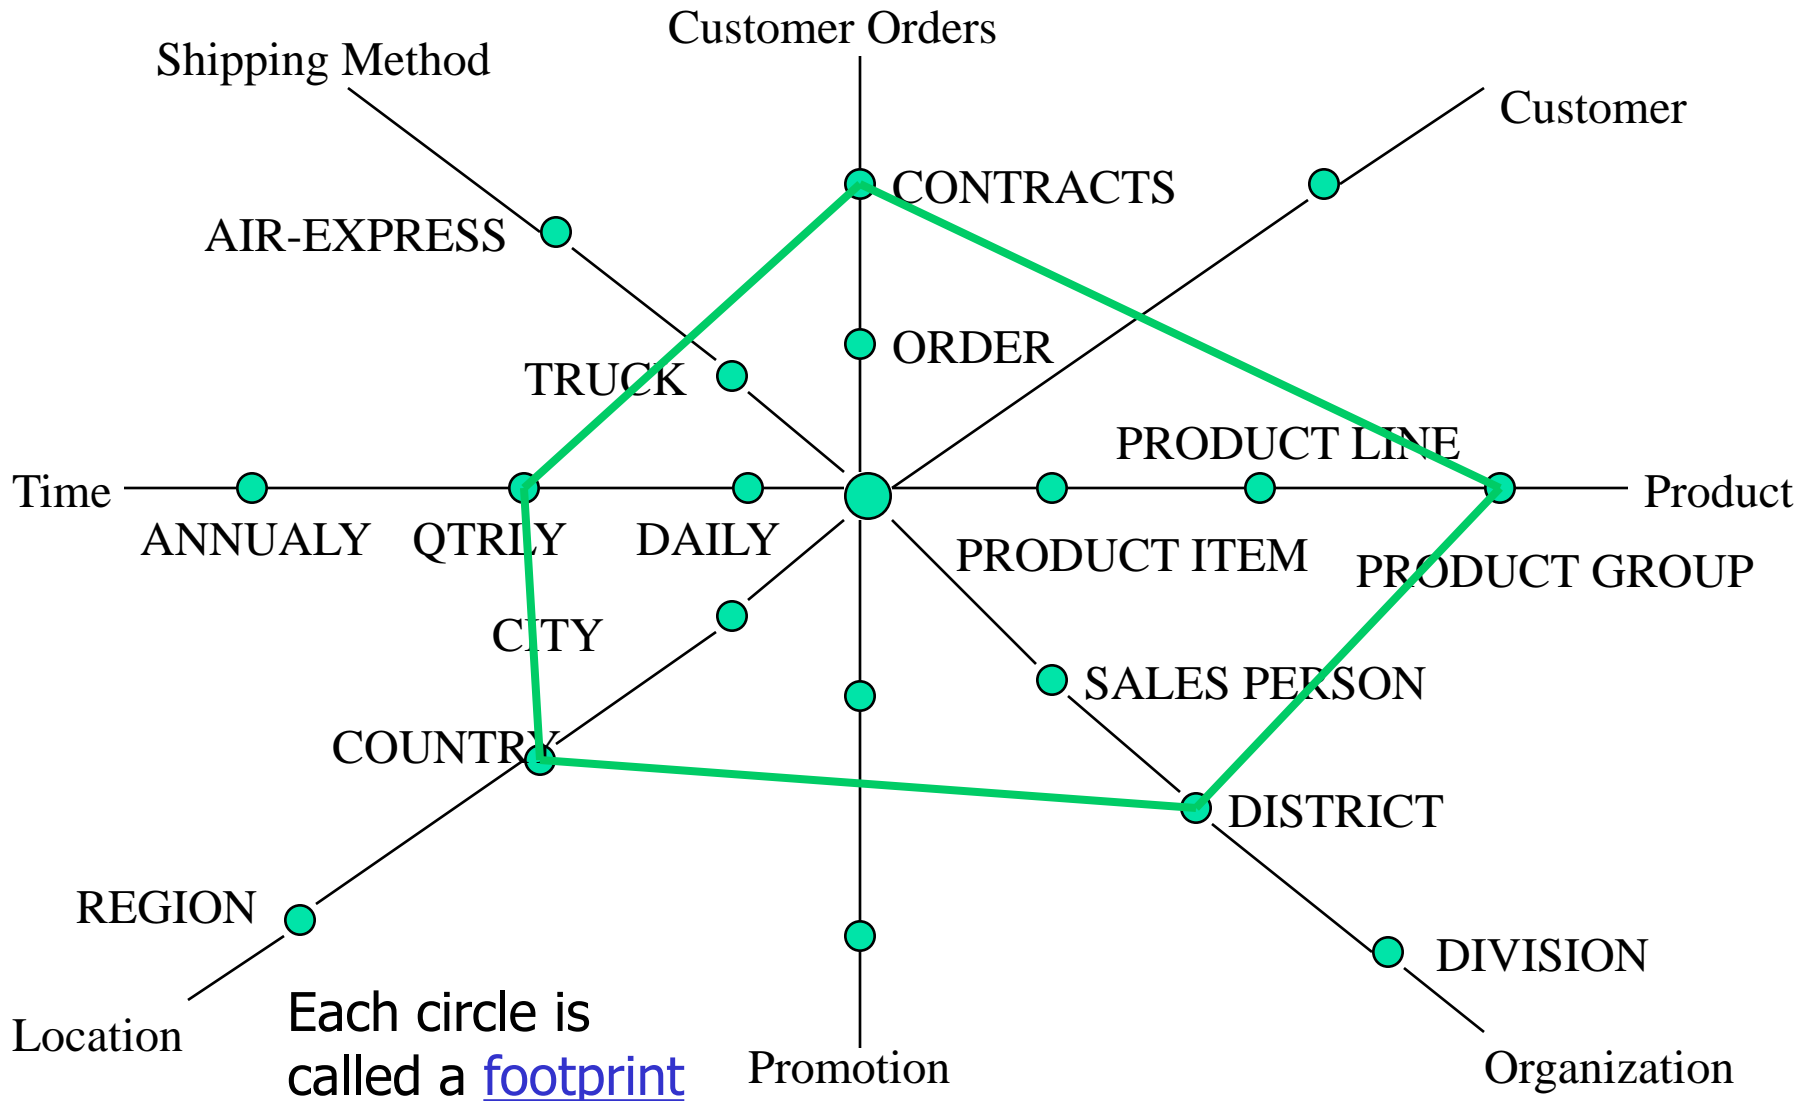 Customer Orders
Shipping Method
Customer
CONTRACTS
AIR-EXPRESS
ORDER
TRUCK
PRODUCT LINE
Time
Product
ANNUALY
QTRLY
DAILY
PRODUCT ITEM
PRODUCT GROUP
CITY
SALES PERSON
COUNTRY
DISTRICT
REGION
DIVISION
Location
Each circle is
called a footprint
Promotion
Organization